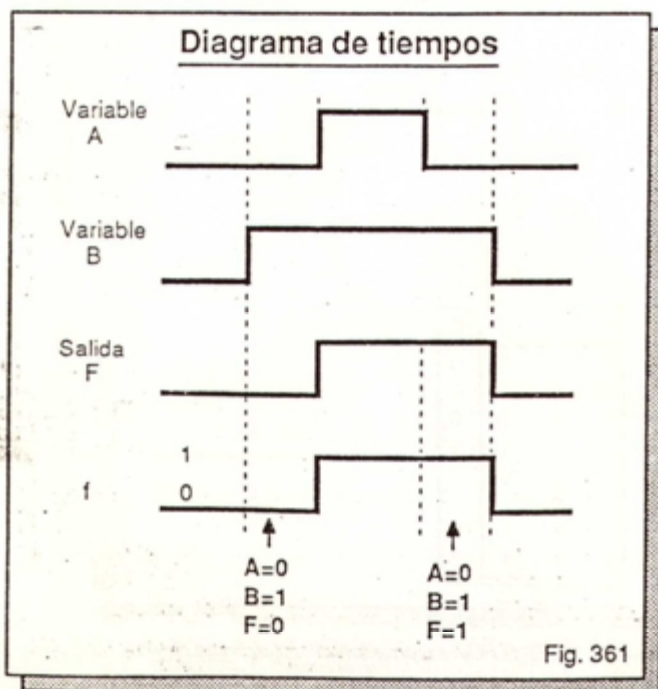 Diagrama de tiempos
Variable
A
Variable
B
Salida
F
1
f
0
A=0
B=1
F=0
A=0
B=1
F=1
Fig. 361